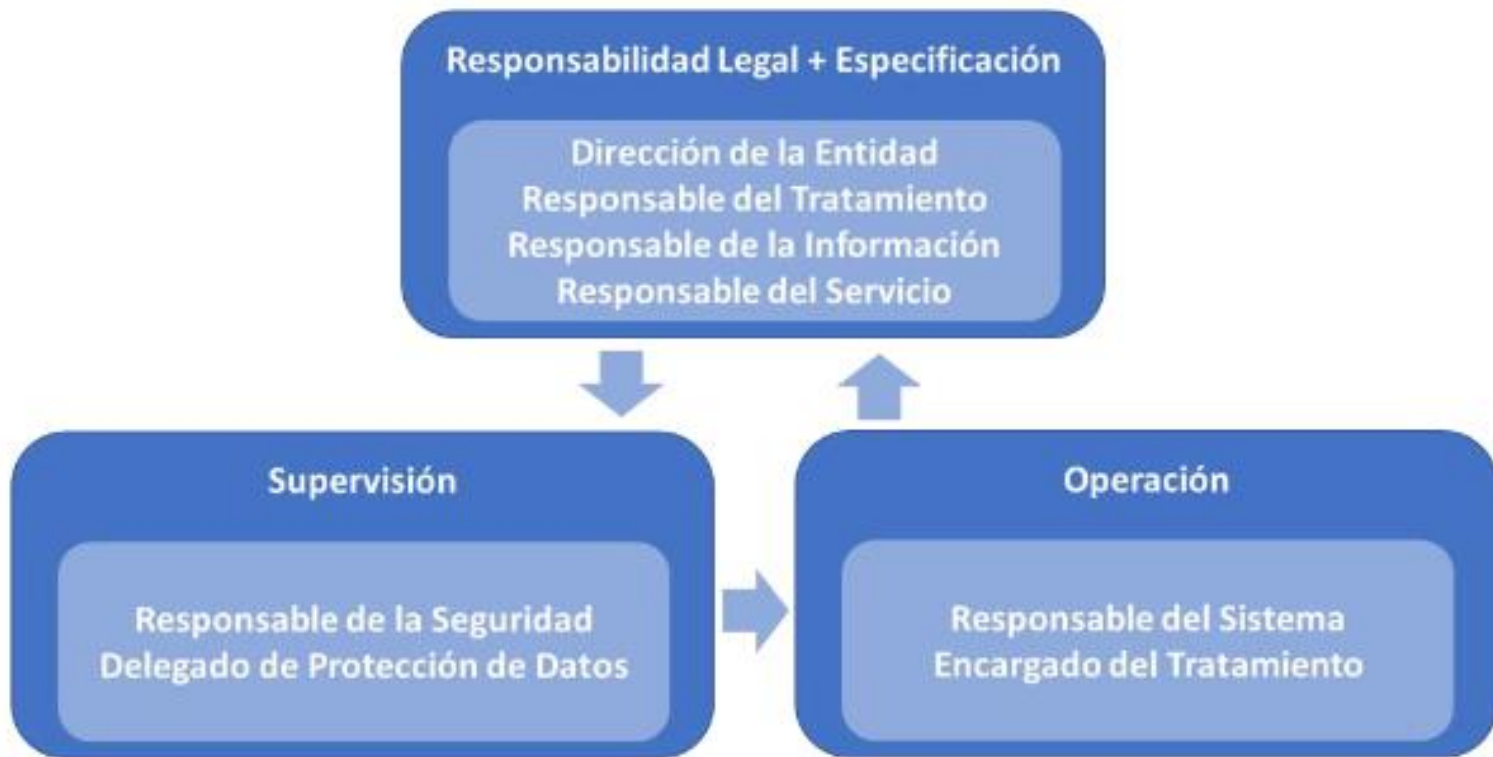 Responsabilidad Legal + Especificación
Dirección de la Entidad
Responsable del Tratamiento
Responsable de la Información
Responsable del Servicio
Supervisión
Responsable de la Seguridad
Delegado de Protección de Datos
Operación
Responsable del Sistema
Encargado del Tratamiento